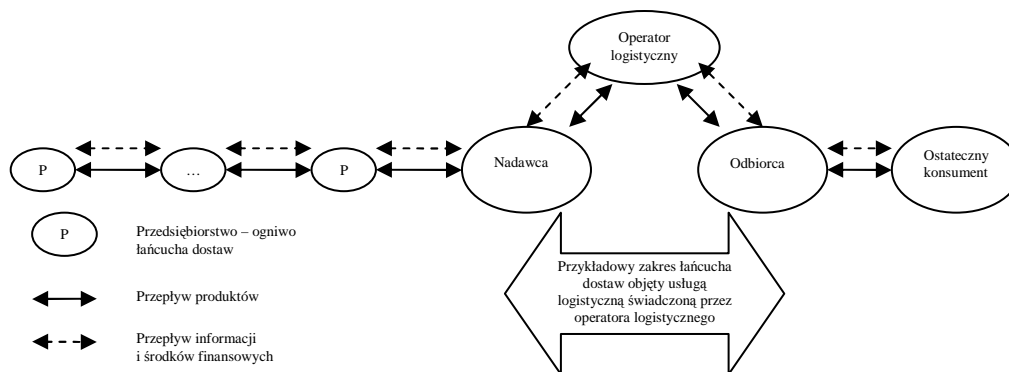 Operator
logistyczny
P
…
P
Nadawca
Odbiorca
Ostateczny
konsument
P
Przedsiębiorstwo – ogniwo
łańcucha dostaw
Przepływ produktów
Przepływ informacji
i środków finansowych
Przykładowy zakres łańcucha
dostaw objęty usługą
logistyczną świadczoną przez
operatora logistycznego